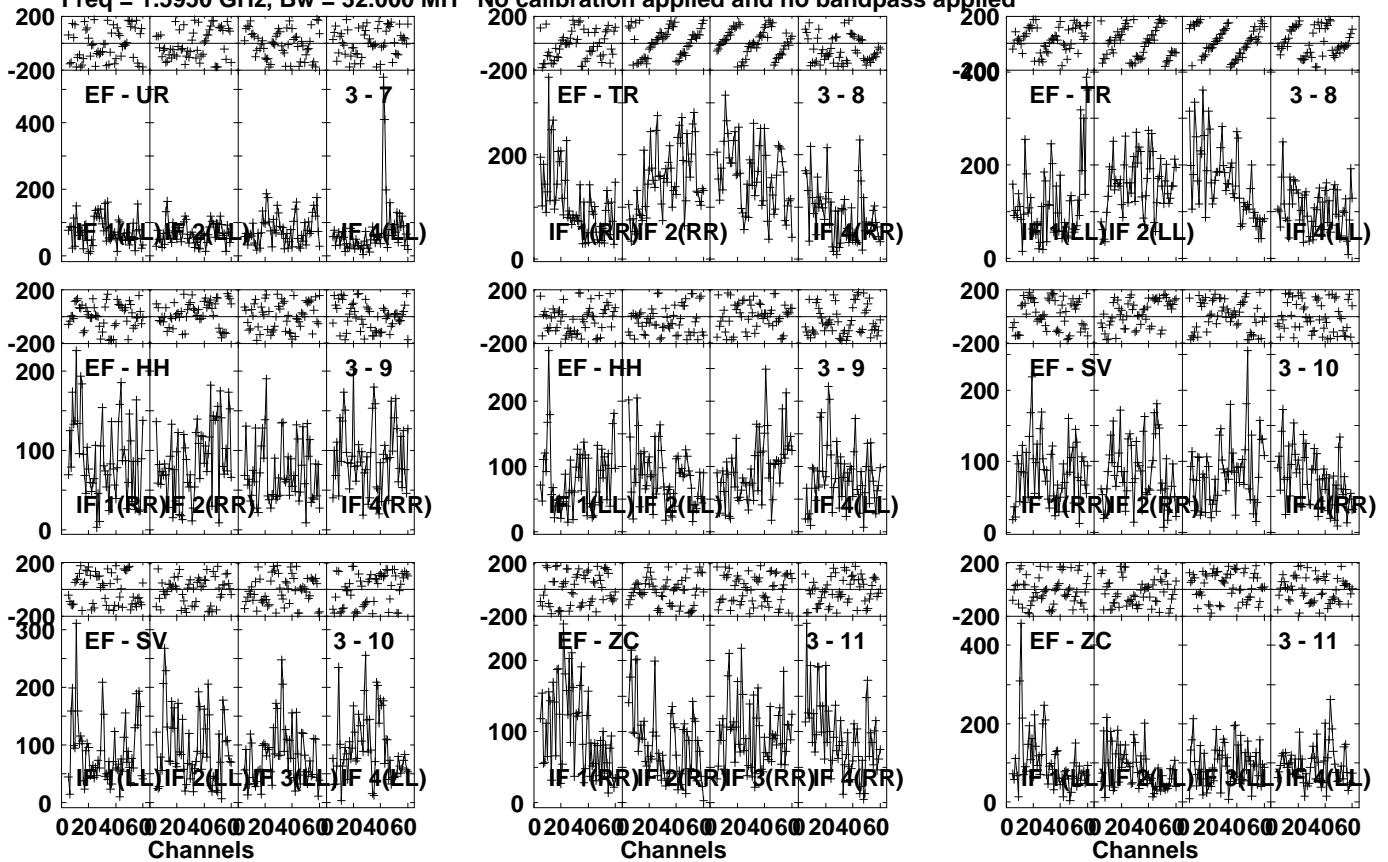 Freq = 1.5950 GHz, Bw = 32.000 MH No calibration applied and no bandpass applied
200 200 200
-200 -200 -200
EF - UR 3 - 7 EF - TR 3 - 8 400 EF - TR 3 - 8
400
200 200 200
IF 1(LL) IF 2(LL) IF 4(LL) IF 1(RR) IF 2(RR) IF 4(RR) IF 1(LL) IF 2(LL) IF 4(LL)
0 0 0
200 200 200
-200 -200 -200
EF - HH 3 - 9 EF - HH 3 - 9 EF - SV 3 - 10
200 200 200
100 100 100
IF 1(RR) IF 2(RR) IF 4(RR) IF 1(LL) IF 2(LL) IF 4(LL) IF 1(RR) IF 2(RR) IF 4(RR)
0 0 0
200 200 200
-200 -200 -200
300 EF - SV 3 - 10 EF - ZC 3 - 11 400 EF - ZC 3 - 11
200 200 200
100 100
IF 1(LL) IF 2(LL) IF 3(LL) IF 4(LL) IF 1(RR) IF 2(RR) IF 3(RR) IF 4(RR) IF 1(LL) IF 2(LL) IF 3(LL) IF 4(LL)
0 0 0
0 20 40 60 0 20 40 60 0 20 40 60 0 20 40 60 0 20 40 60 0 20 40 60 0 20 40 60 0 20 40 60 0 20 40 60 0 20 40 60 0 20 40 60 0 20 40 60
Channels Channels Channels